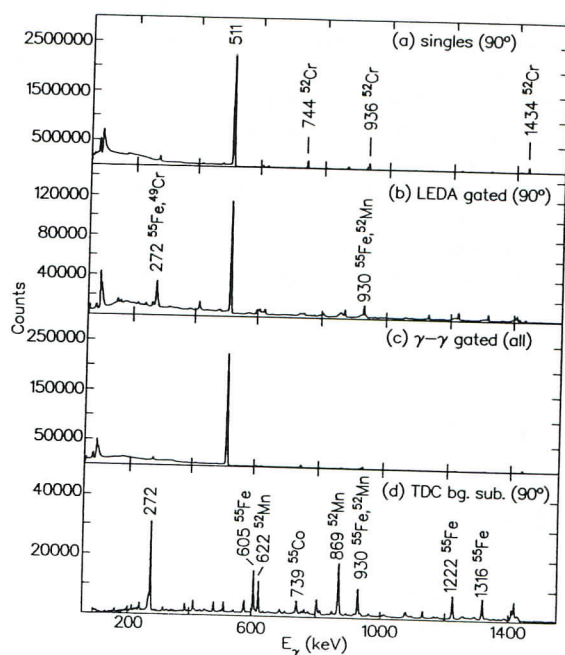 2500000
1500000
500000
511
(a) singles (90°)
744 ⁵²Cr
936 ⁵²Cr
1434 ⁵²Cr
120000
80000
40000
272 ⁵⁵Fe,⁴⁹Cr
(b) LEDA gated (90°)
930 ⁵⁵Fe,⁵²Mn
Counts
250000
150000
50000
(c) γ–γ gated (all)
40000
20000
272
605 ⁵⁵Fe
622 ⁵²Mn
739 ⁵⁵Co
869 ⁵²Mn
930 ⁵⁵Fe,⁵²Mn
(d) TDC bg. sub. (90°)
1222 ⁵⁵Fe
1316 ⁵⁵Fe
200 600 1000 1400
Eγ (keV)